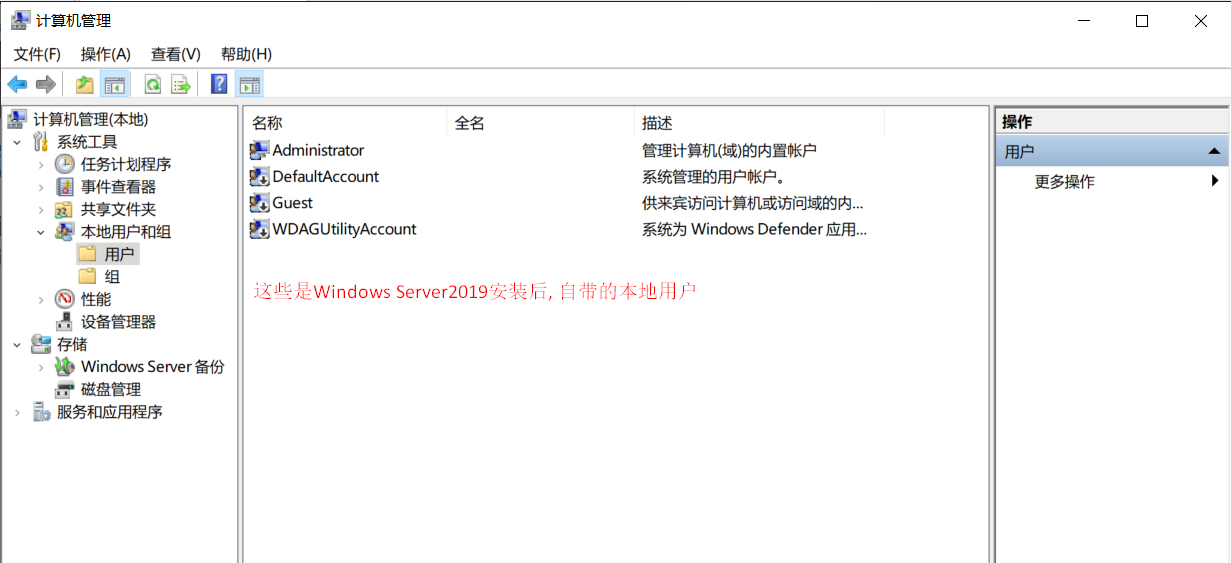 计算机管理
文件(F) 操作(A) 查看(V) 帮助(H)
计算机管理(本地)
系统工具
任务计划程序
事件查看器
共享文件夹
本地用户和组
用户
组
性能
设备管理器
存储
Windows Server 备份
磁盘管理
服务和应用程序
名称 全名 描述
Administrator 管理计算机(域)的内置帐户
DefaultAccount 系统管理的用户帐户。
Guest 供来宾访问计算机或访问域的内...
WDAGUtilityAccount 系统为 Windows Defender 应用...
这些是Windows Server2019安装后, 自带的本地用户
操作
用户
更多操作